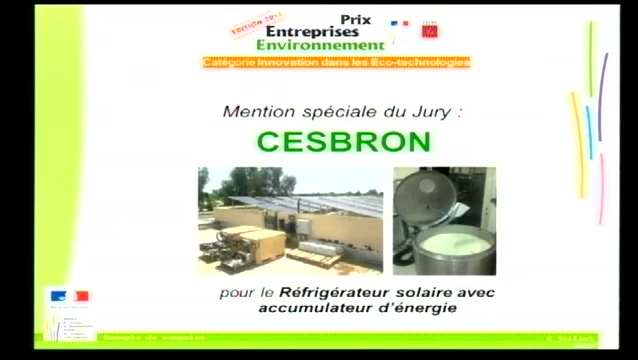 Prix
Entreprises
Environnement
Catégorie Innovation dans les Eco-technologies
Mention spéciale du Jury :
CESBRON
pour le Réfrigérateur solaire avec
accumulateur d'énergie